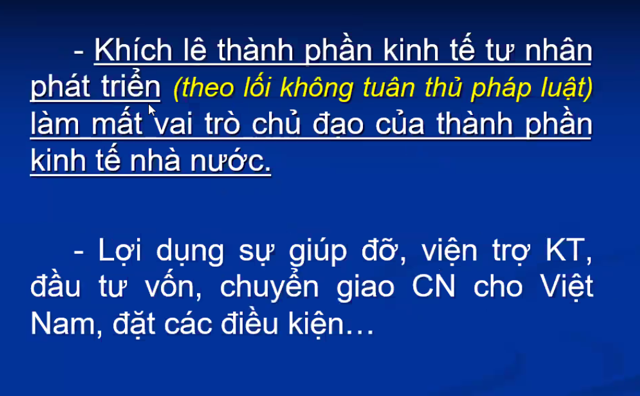 - Khích lê thành phần kinh tế tư nhân
phát triển (theo lối không tuân thủ pháp luật)
làm mất vai trò chủ đạo của thành phần
kinh tế nhà nước.
- Lợi dụng sự giúp đỡ, viện trợ KT,
đầu tư vốn, chuyển giao CN cho Việt
Nam, đặt các điều kiện...